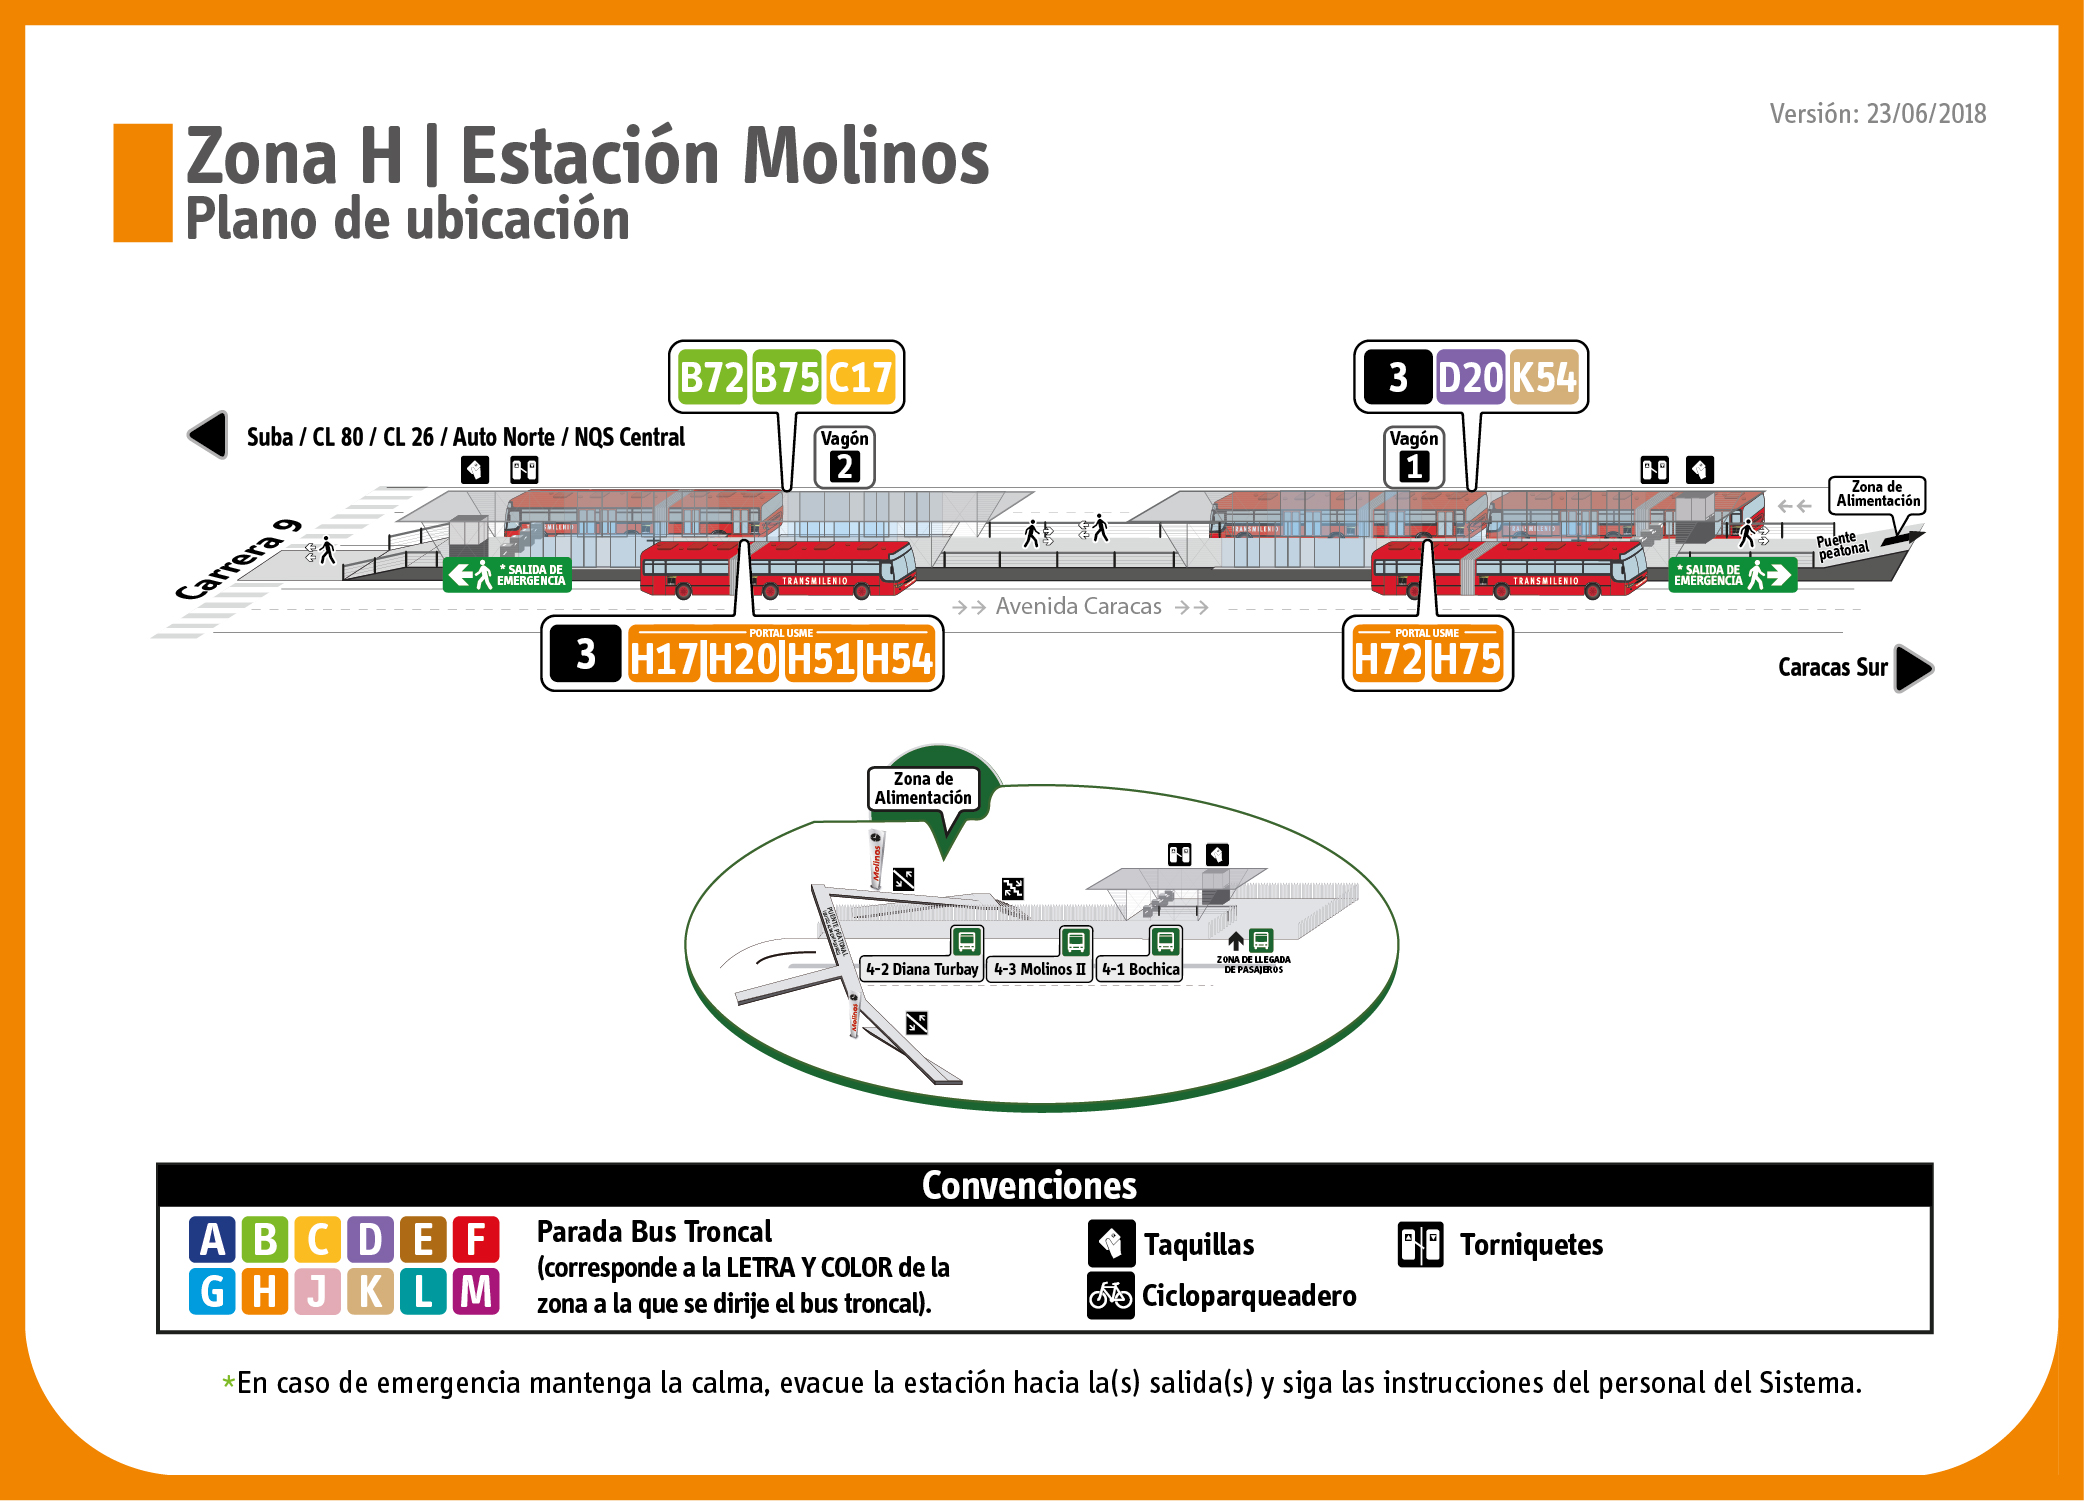 Versión: 23/06/2018
Zona H | Estación Molinos
Plano de ubicación
B72 B75 C17
3 D20 K54
Suba / CL 80 / CL 26 / Auto Norte / NQS Central
Vagón
2
Vagón
1
Zona de
Alimentación
Carrera 9
Puente
peatonal
TRANSMILENIO
TRANSMILENIO
* SALIDA DE
EMERGENCIA
TRANSMILENIO
TRANSMILENIO
* SALIDA DE
EMERGENCIA
Avenida Caracas
3
PORTAL USME
H17 H20 H51 H54
PORTAL USME
H72 H75
Caracas Sur
Zona de
Alimentación
Molinos
PUENTE PEATONAL
4-2 Diana Turbay
4-3 Molinos II
4-1 Bochica
ZONA DE LLEGADA
DE PASAJEROS
Molinos
Convenciones
A B C D E F
G H J K L M
Parada Bus Troncal
(corresponde a la LETRA Y COLOR de la
zona a la que se dirije el bus troncal).
Taquillas
Torniquetes
Cicloparqueadero
*En caso de emergencia mantenga la calma, evacue la estación hacia la(s) salida(s) y siga las instrucciones del personal del Sistema.